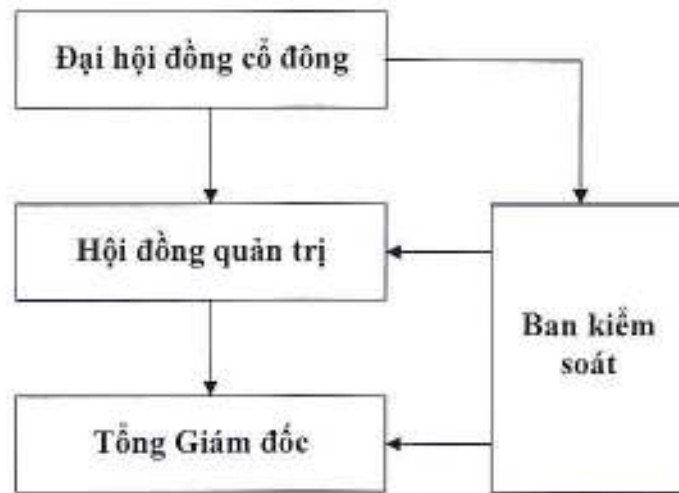 Đại hội đồng cổ đông
Hội đồng quản trị
Ban kiểm
soát
Tổng Giám đốc